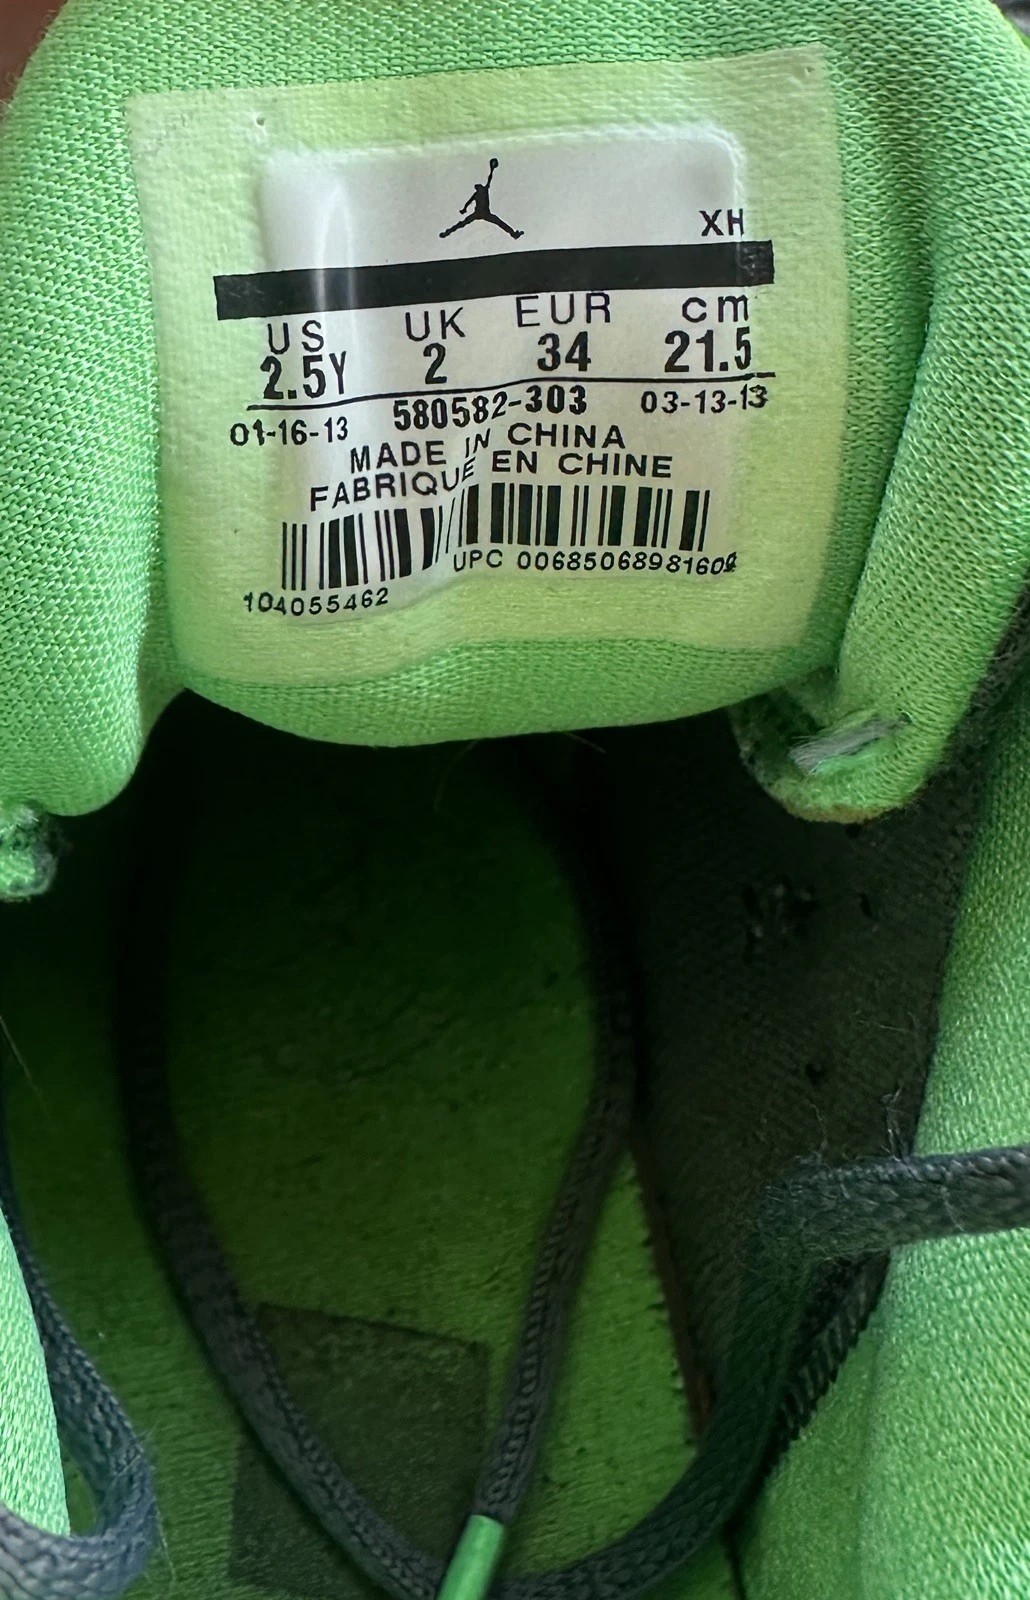 XH
US UK EUR cm
2.5Y 2 34 21.5
01-16-13 580582-303 03-13-13
MADE IN CHINA
FABRIQUE EN CHINE
UPC 00685068981609
104055462